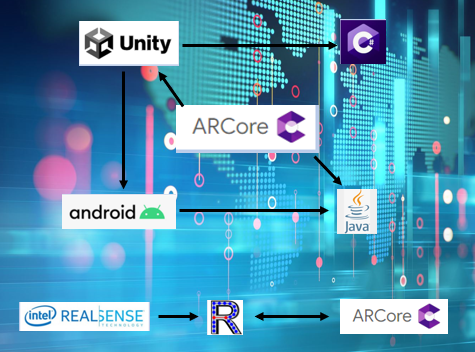 Unity
C#
ARCore
android
Java
intel REALSENSE
TECHNOLOGY
R
ARCore